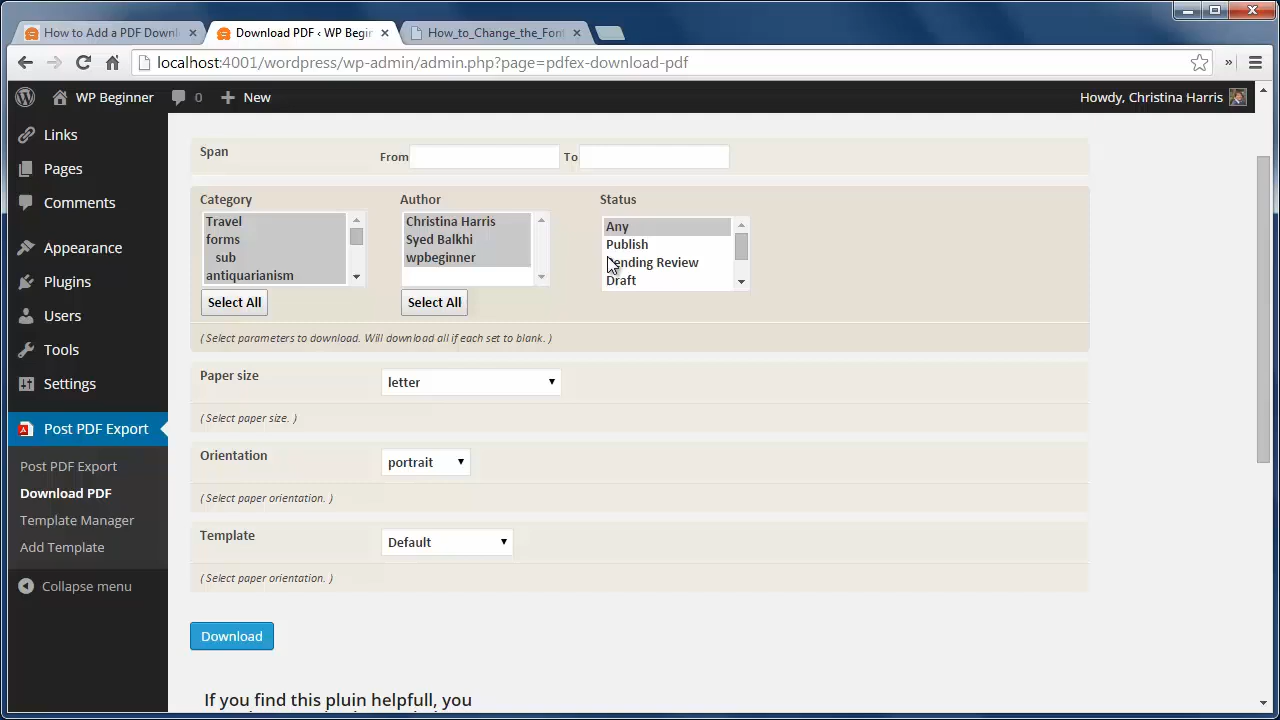 How to Add a PDF Downl
Download PDF ‹ WP Begin
How_to_Change_the_Fon
localhost:4001/wordpress/wp-admin/admin.php?page=pdfex-download-pdf
»
WP Beginner 0 New Howdy, Christina Harris
Links
Pages
Comments
Appearance
Plugins
Users
Tools
Settings
Post PDF Export
Post PDF Export
Download PDF
Template Manager
Add Template
Collapse menu
Span From To
Category Author Status
Travel
forms
sub
antiquarianism
Select All
Christina Harris
Syed Balkhi
wpbeginner
Select All
Any
Publish
Pending Review
Draft
( Select parameters to download. Will download all if each set to blank. )
Paper size letter
( Select paper size. )
Orientation portrait
( Select paper orientation. )
Template Default
( Select paper orientation. )
Download
If you find this pluin helpfull, you